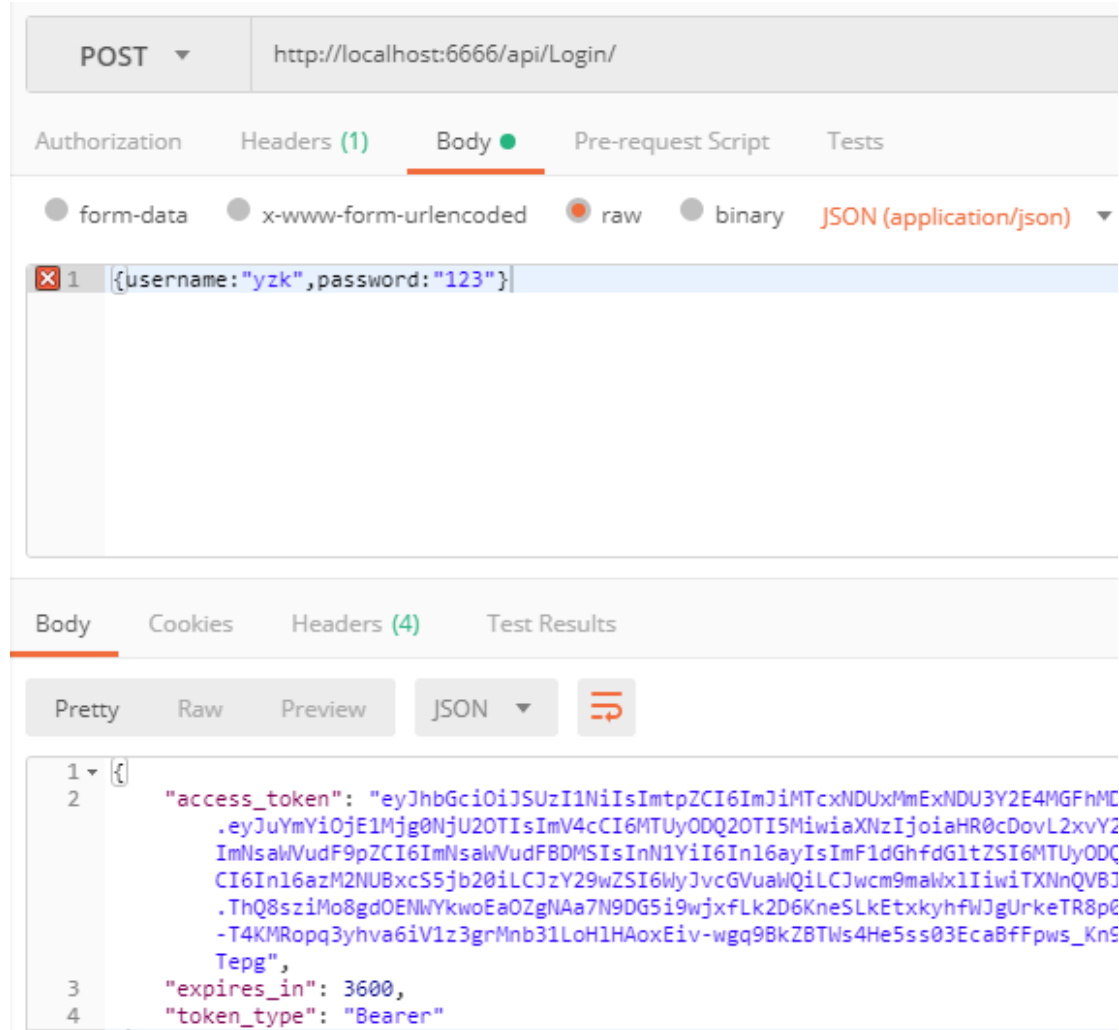 POST http://localhost:6666/api/Login/
Authorization Headers (1) Body Pre-request Script Tests
form-data x-www-form-urlencoded raw binary JSON (application/json)
1 {username:"yzk",password:"123"}
Body Cookies Headers (4) Test Results
Pretty Raw Preview JSON
1 {
2 "access_token": "eyJhbGciOiJSUzI1NiIsImtpZCI6ImJiMTcxNDUxMmExNDU3Y2E4MGFhMD
.eyJuYmYiOjE1Mjg0NjU2OTIsImV4cCI6MTUyODQ2OTI5MiwiaXNzIjoiaHR0cDovL2xvY2
ImNsaWVudF9pZCI6ImNsaWVudFBDMSIsInN1YiI6Inl6ayIsImF1dGhfdGltZSI6MTUyODQ
CI6Inl6azM2NUBxcS5jb20iLCJzY29wZSI6WyJvcGVuaWQiLCJwcm9maWxlIiwiTXNnQVBJ
.ThQ8sziMo8gdOENWYkwoEaOZgNAa7N9DG5i9wjxfLk2D6KneSLkEtxkyhfWJgUrkeTR8p0
-T4KMRopq3yhva6iV1z3grMnb31LoHlHAoxEiv-wgq9BkZBTWs4He5ss03EcaBfFpws_Kn9
Tepg",
3 "expires_in": 3600,
4 "token_type": "Bearer"